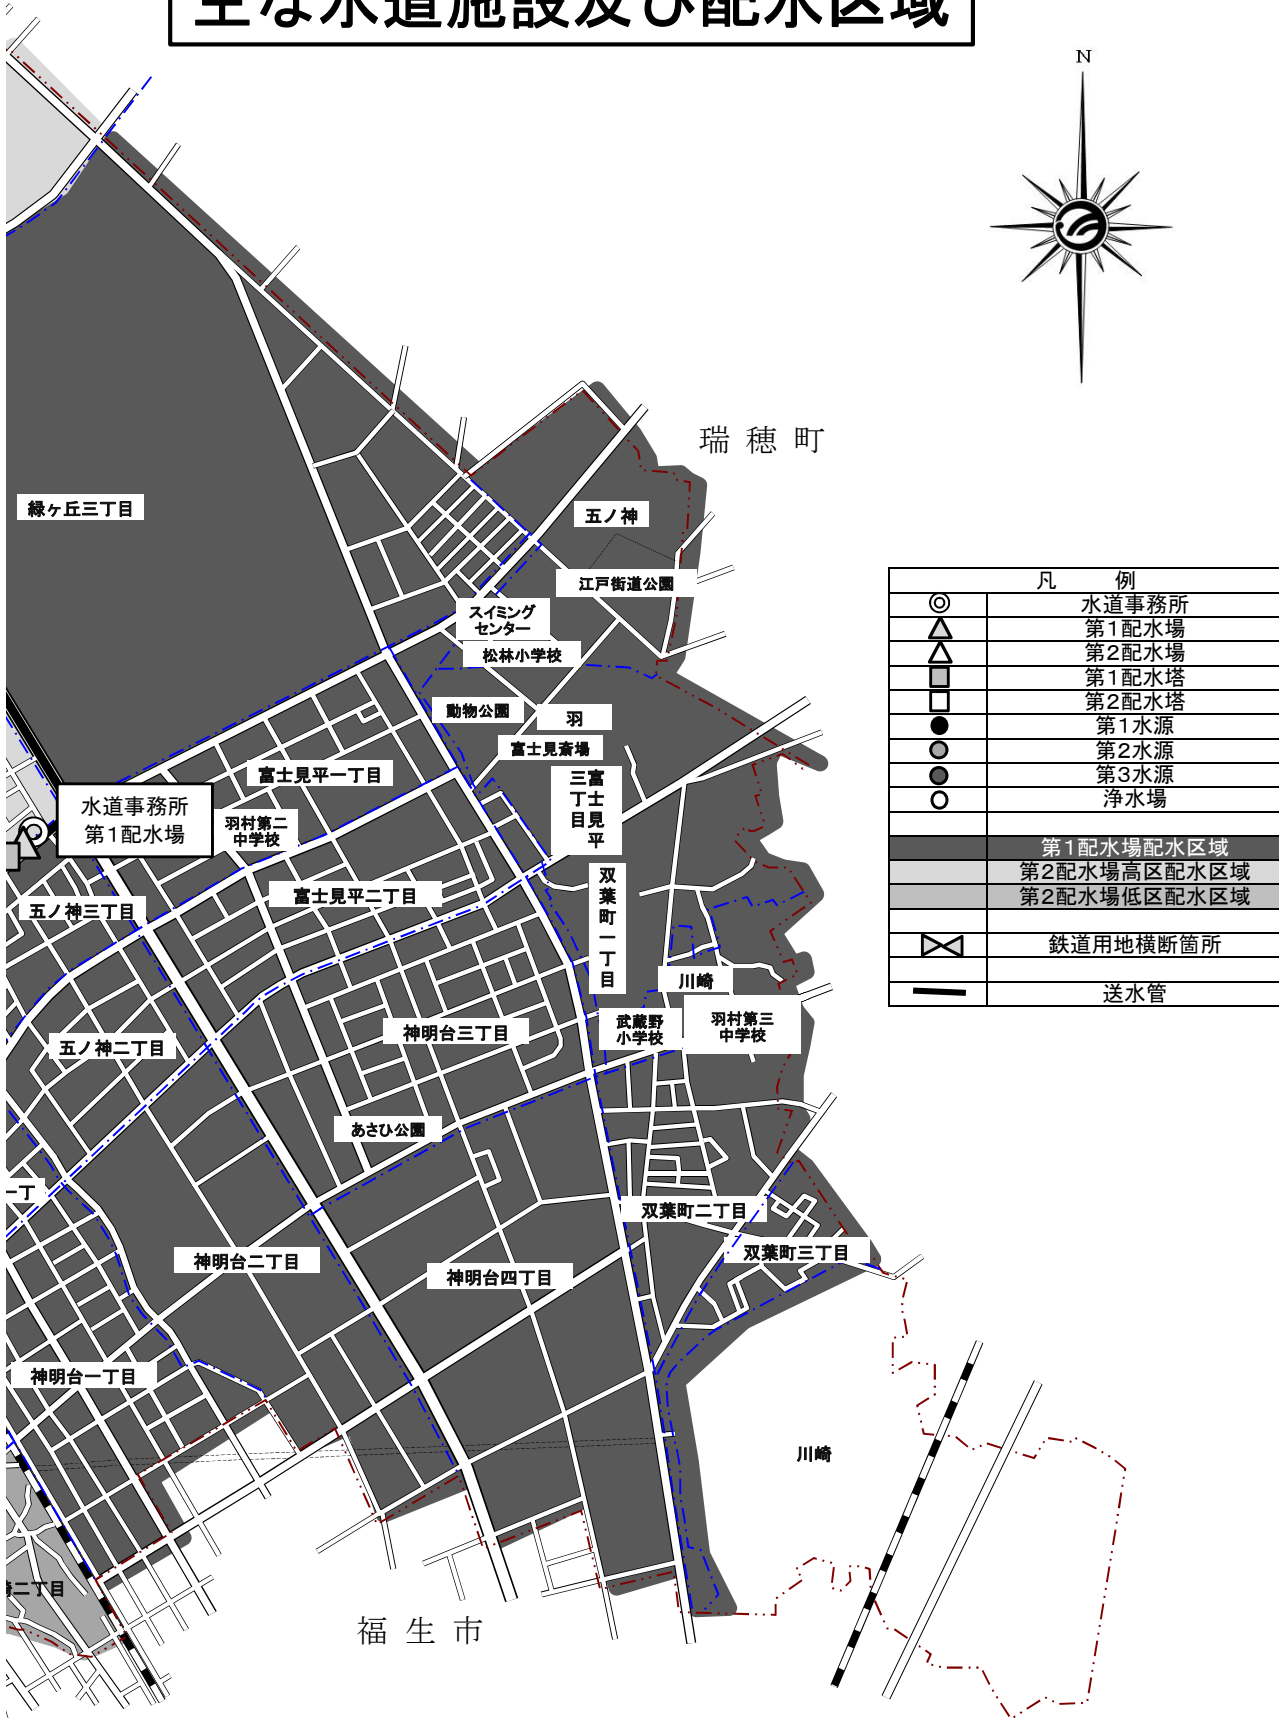 主な水道施設及び配水区域
N
瑞穂町
緑ヶ丘三丁目
五ノ神
江戸街道公園
スイミング
センター
松林小学校
動物公園
羽
富士見斎場
富士見平一丁目
富士見平
三丁目
水道事務所
第1配水場
羽村第二
中学校
富士見平二丁目
双葉町一丁目
五ノ神三丁目
川崎
武蔵野
小学校
羽村第三
中学校
神明台三丁目
五ノ神二丁目
あさひ公園
一丁
双葉町二丁目
双葉町三丁目
神明台二丁目
神明台四丁目
神明台一丁目
川崎
二丁目
福生市
凡 例
水道事務所
第1配水場
第2配水場
第1配水塔
第2配水塔
第1水源
第2水源
第3水源
浄水場
第1配水場配水区域
第2配水場高区配水区域
第2配水場低区配水区域
鉄道用地横断箇所
送水管